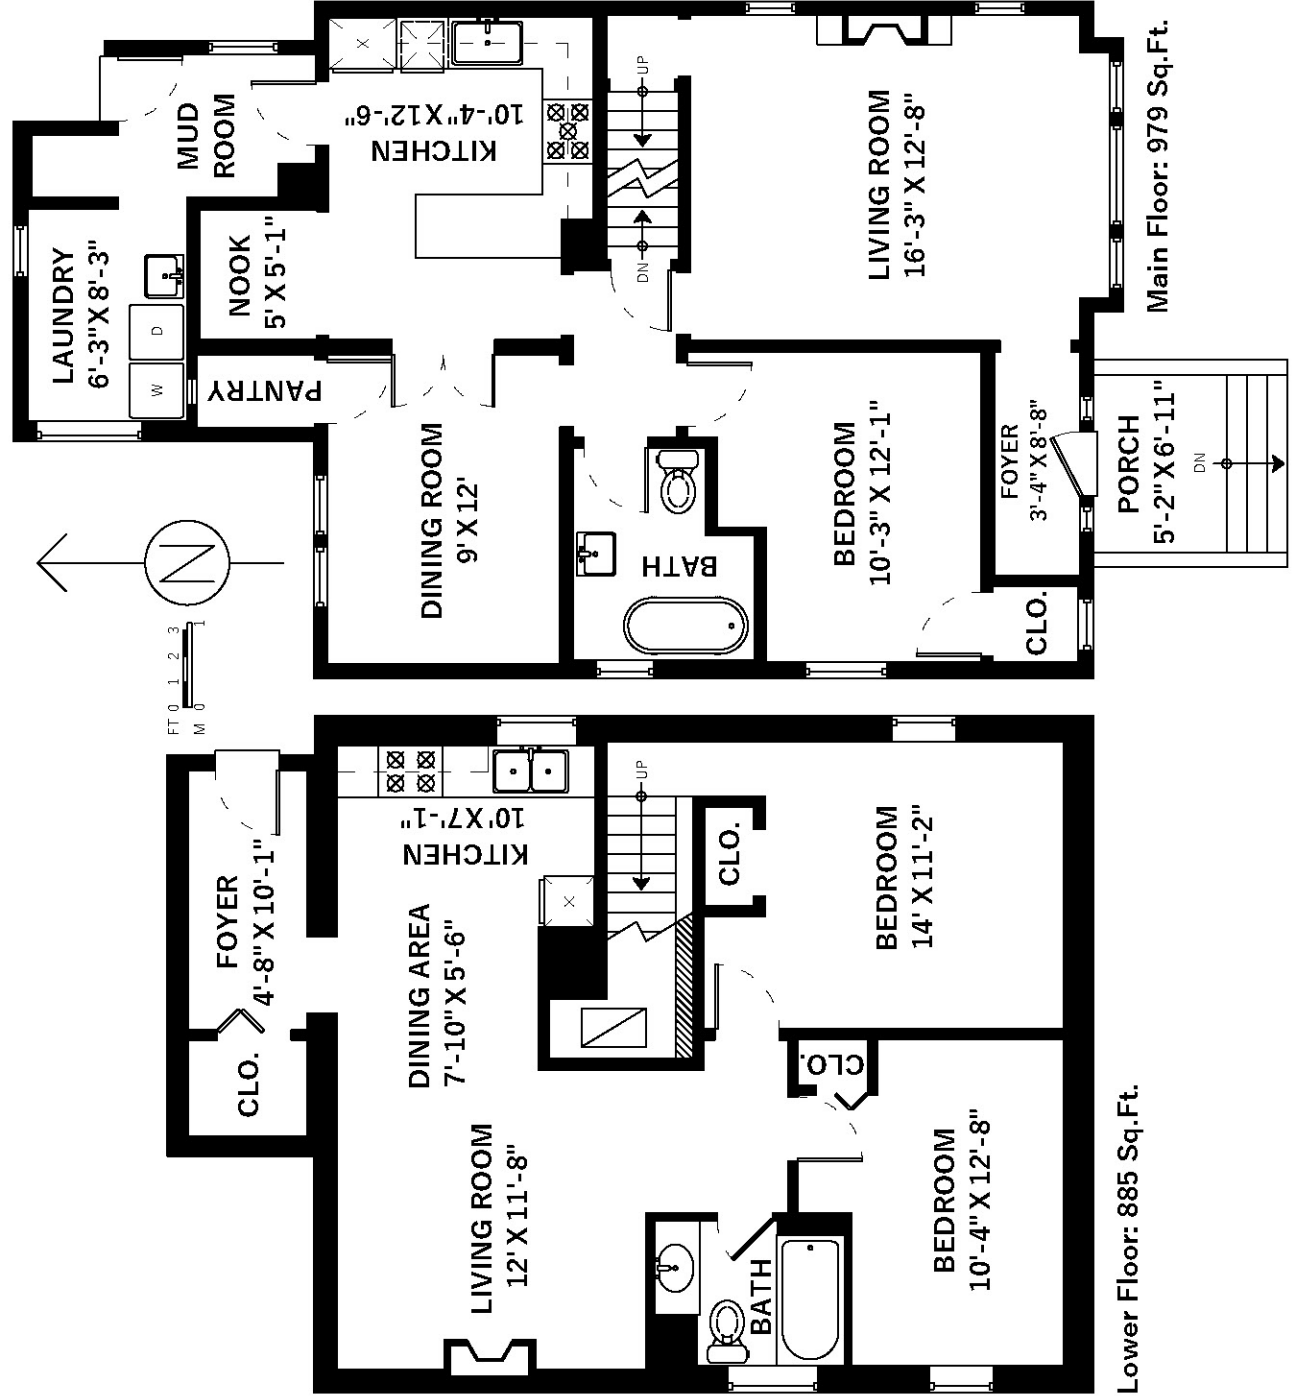 MUD
ROOM
KITCHEN
10'-4"X12'-6"
UP
DN
LIVING ROOM
16'-3" X 12'-8"
Main Floor: 979 Sq.Ft.
LAUNDRY
6'-3"X 8'-3"
D
W
NOOK
5' X 5'-1"
PANTRY
DINING ROOM
9' X 12'
BATH
BEDROOM
10'-3" X 12'-1"
FOYER
3'-4" X 8'-8"
CLO.
PORCH
5'-2" X 6'-11"
DN
N
FT 0 1 2 3
M 0 1
FOYER
4'-8" X 10'-1"
CLO.
KITCHEN
10'X7'-1"
DINING AREA
7'-10" X 5'-6"
LIVING ROOM
12' X 11'-8"
UP
CLO.
BEDROOM
14' X 11'-2"
CLO.
BEDROOM
10'-4" X 12'-8"
BATH
Lower Floor: 885 Sq.Ft.
X
X